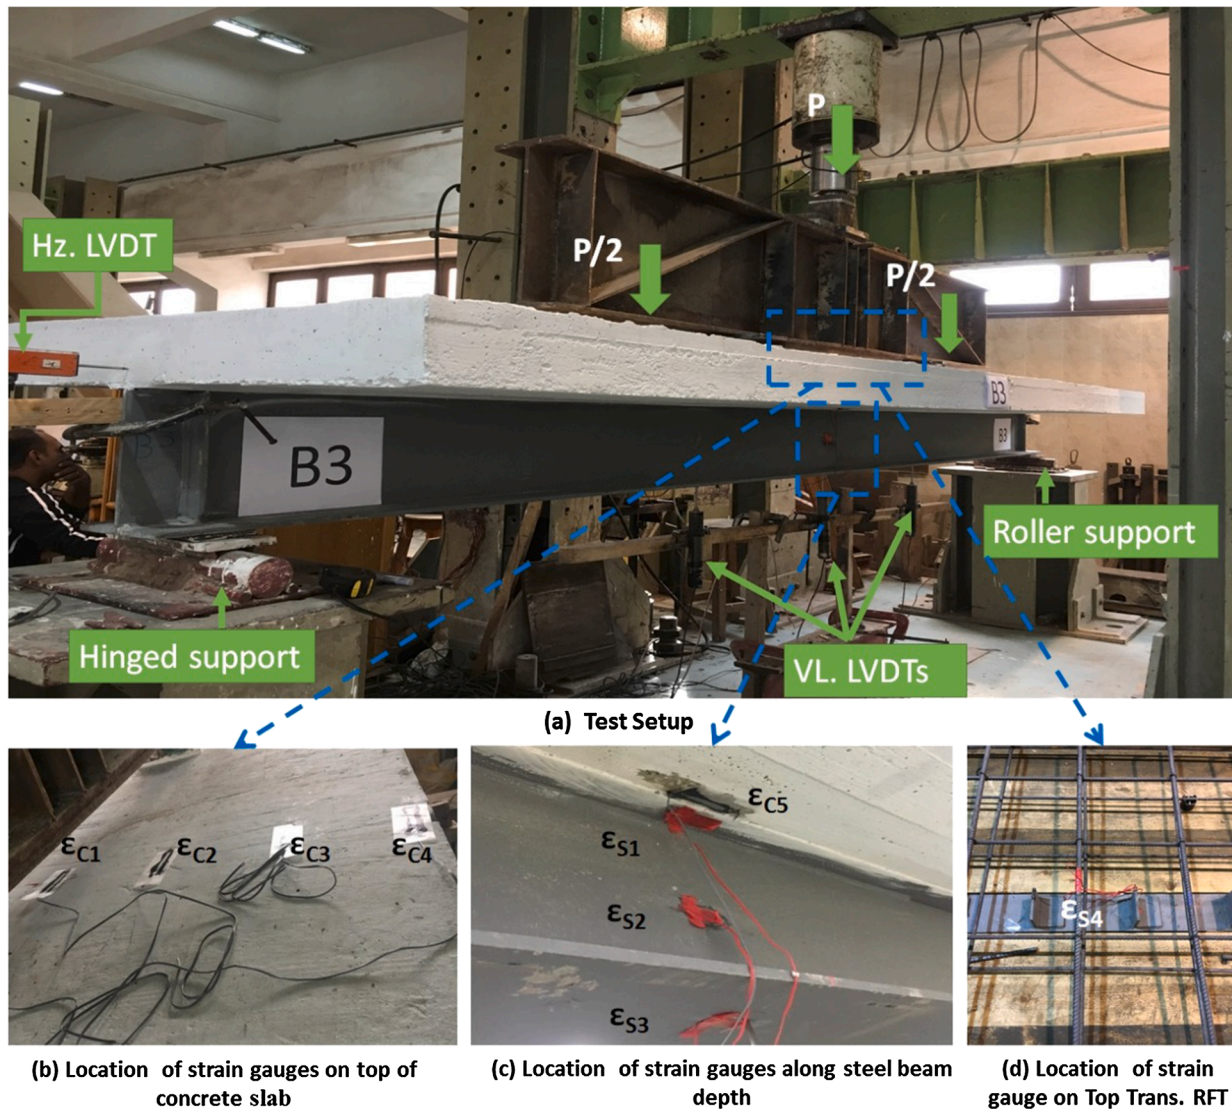 P
Hz. LVDT
P/2
P/2
B3
B3
B3
Roller support
Hinged support
VL. LVDTs
(a) Test Setup
εC1
εC2
εC3
εC4
εC5
εS1
εS2
εS3
εS4
(b) Location of strain gauges on top of
concrete slab
(c) Location of strain gauges along steel beam
depth
(d) Location of strain
gauge on Top Trans. RFT